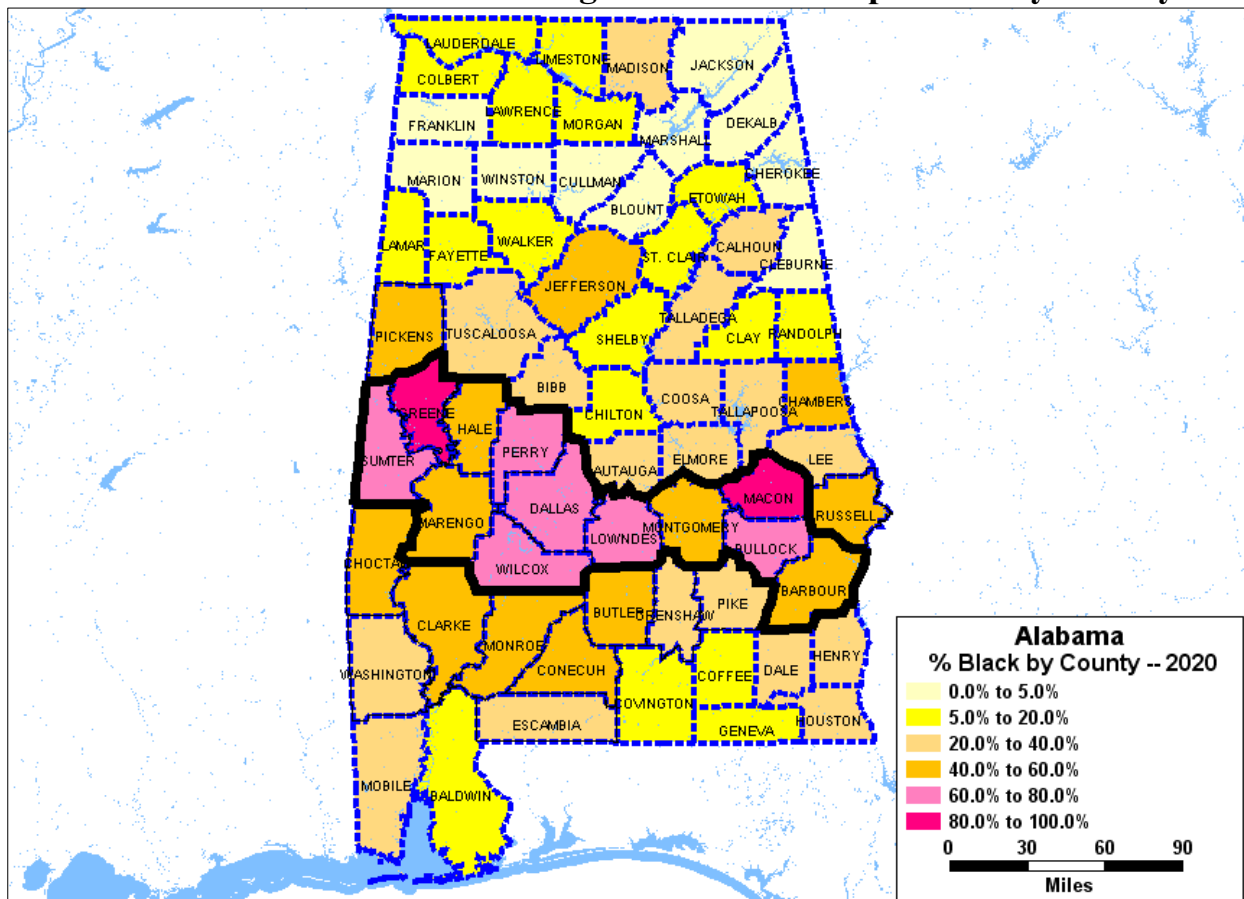 LAUDERDALE
LIMESTONE
MADISON
JACKSON
COLBERT
LAWRENCE
MORGAN
FRANKLIN
MARSHALL
DEKALB
CHEROKEE
MARION
WINSTON
CULLMAN
BLOUNT
ETOWAH
LAMAR
FAYETTE
WALKER
ST. CLAIR
CALHOUN
CLEBURNE
JEFFERSON
PICKENS
TUSCALOOSA
SHELBY
TALLADEGA
CLAY
RANDOLPH
BIBB
CHILTON
COOSA
TALLAPOOSA
CHAMBERS
GREENE
HALE
SUMTER
PERRY
AUTAUGA
ELMORE
LEE
MARENGO
DALLAS
LOWNDES
MONTGOMERY
MACON
RUSSELL
BULLOCK
CHOCTA
WILCOX
BARBOUR
CLARKE
MONROE
CONECUH
BUTLER
CRENSHAW
PIKE
WASHINGTON
COFFEE
DALE
HENRY
ESCAMBIA
COVINGTON
GENEVA
HOUSTON
MOBILE
BALDWIN
Alabama
% Black by County -- 2020
0.0% to 5.0%
5.0% to 20.0%
20.0% to 40.0%
40.0% to 60.0%
60.0% to 80.0%
80.0% to 100.0%
0 30 60 90
Miles